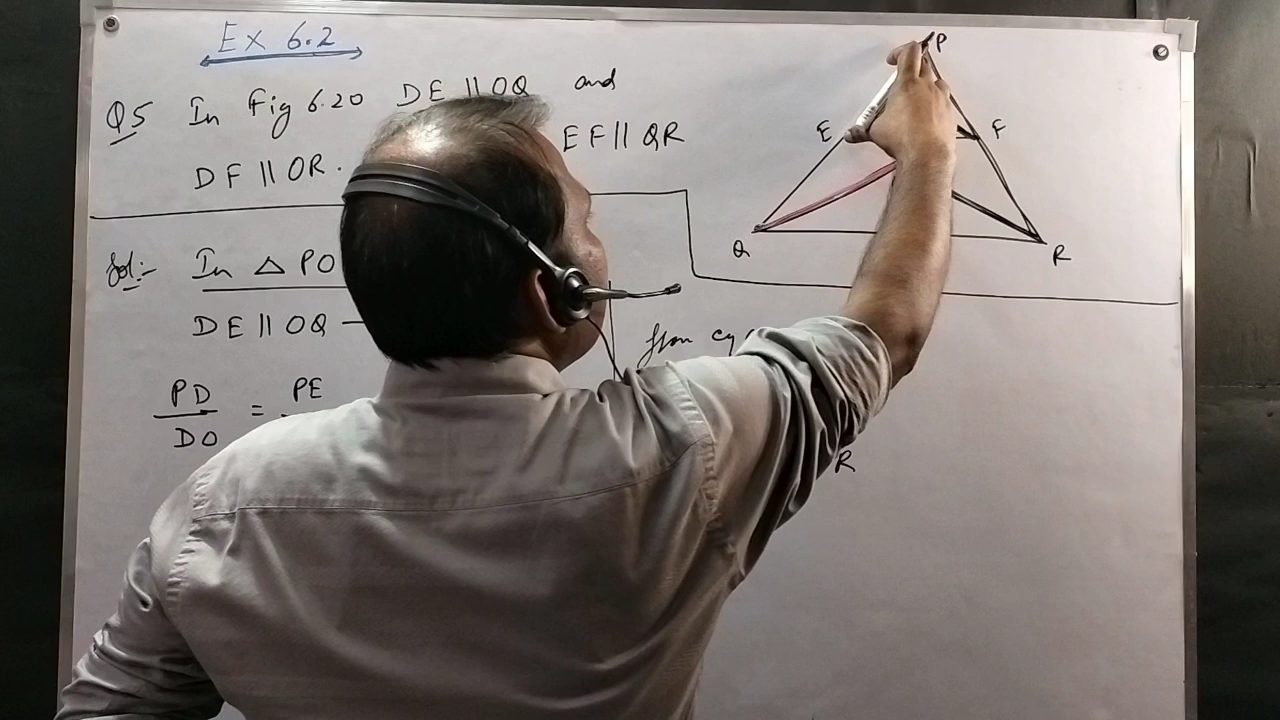 Ex 6.2
Q5 In Fig 6.20 DE || OQ and
DF || OR. EF || QR
Sol:- In △ PO
DE || OQ —
PD = PE
DO
from eq
R
P
E F
Q R